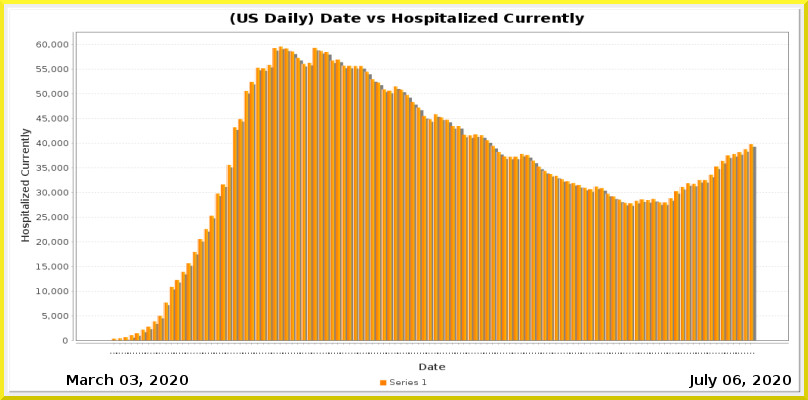 (US Daily) Date vs Hospitalized Currently
Hospitalized Currently
60,000
55,000
50,000
45,000
40,000
35,000
30,000
25,000
20,000
15,000
10,000
5,000
0
Date
March 03, 2020
Series 1
July 06, 2020